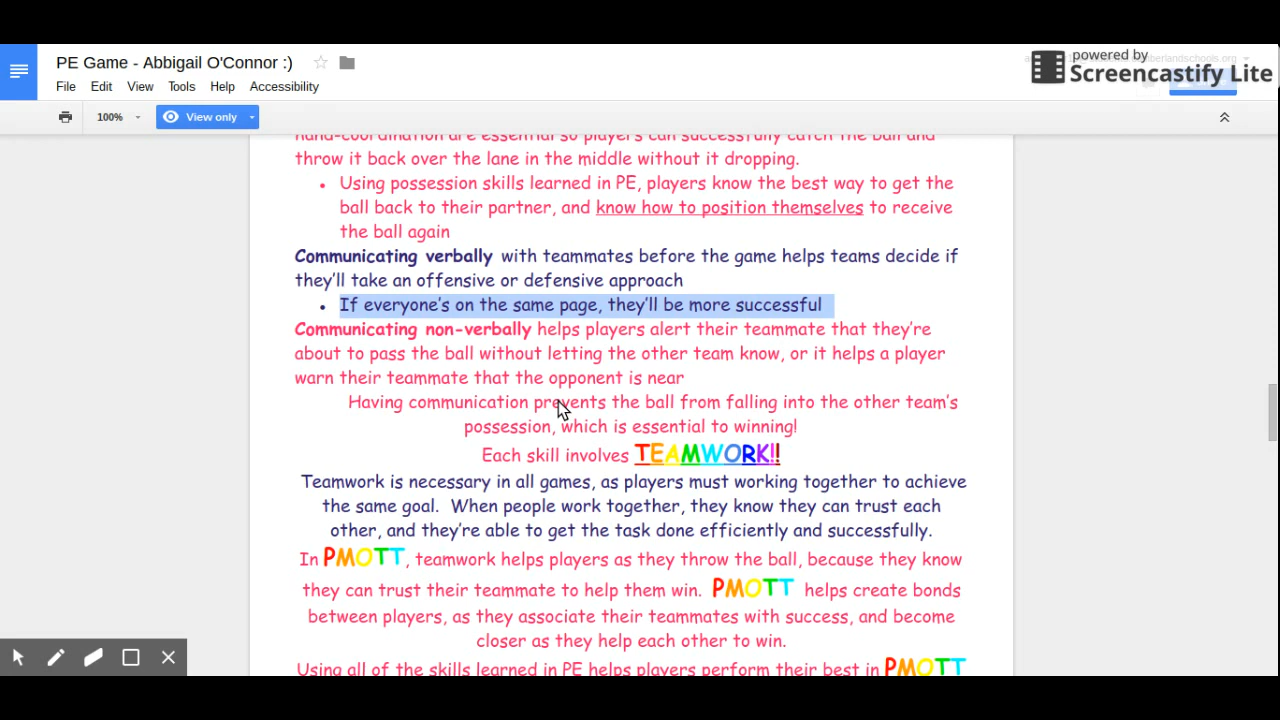 PE Game - Abbigail O'Connor :)
powered by
Screencastify Lite
File Edit View Tools Help Accessibility
100% View only
hand-coordination are essential so players can successfully catch the ball and
throw it back over the lane in the middle without it dropping.
• Using possession skills learned in PE, players know the best way to get the
ball back to their partner, and know how to position themselves to receive
the ball again
Communicating verbally with teammates before the game helps teams decide if
they'll take an offensive or defensive approach
• If everyone's on the same page, they'll be more successful
Communicating non-verbally helps players alert their teammate that they're
about to pass the ball without letting the other team know, or it helps a player
warn their teammate that the opponent is near
Having communication prevents the ball from falling into the other team's
possession, which is essential to winning!
Each skill involves TEAMWORK!!
Teamwork is necessary in all games, as players must working together to achieve
the same goal. When people work together, they know they can trust each
other, and they're able to get the task done efficiently and successfully.
In PMOTT, teamwork helps players as they throw the ball, because they know
they can trust their teammate to help them win. PMOTT helps create bonds
between players, as they associate their teammates with success, and become
closer as they help each other to win.
Using all of the skills learned in PE helps players perform their best in PMOTT